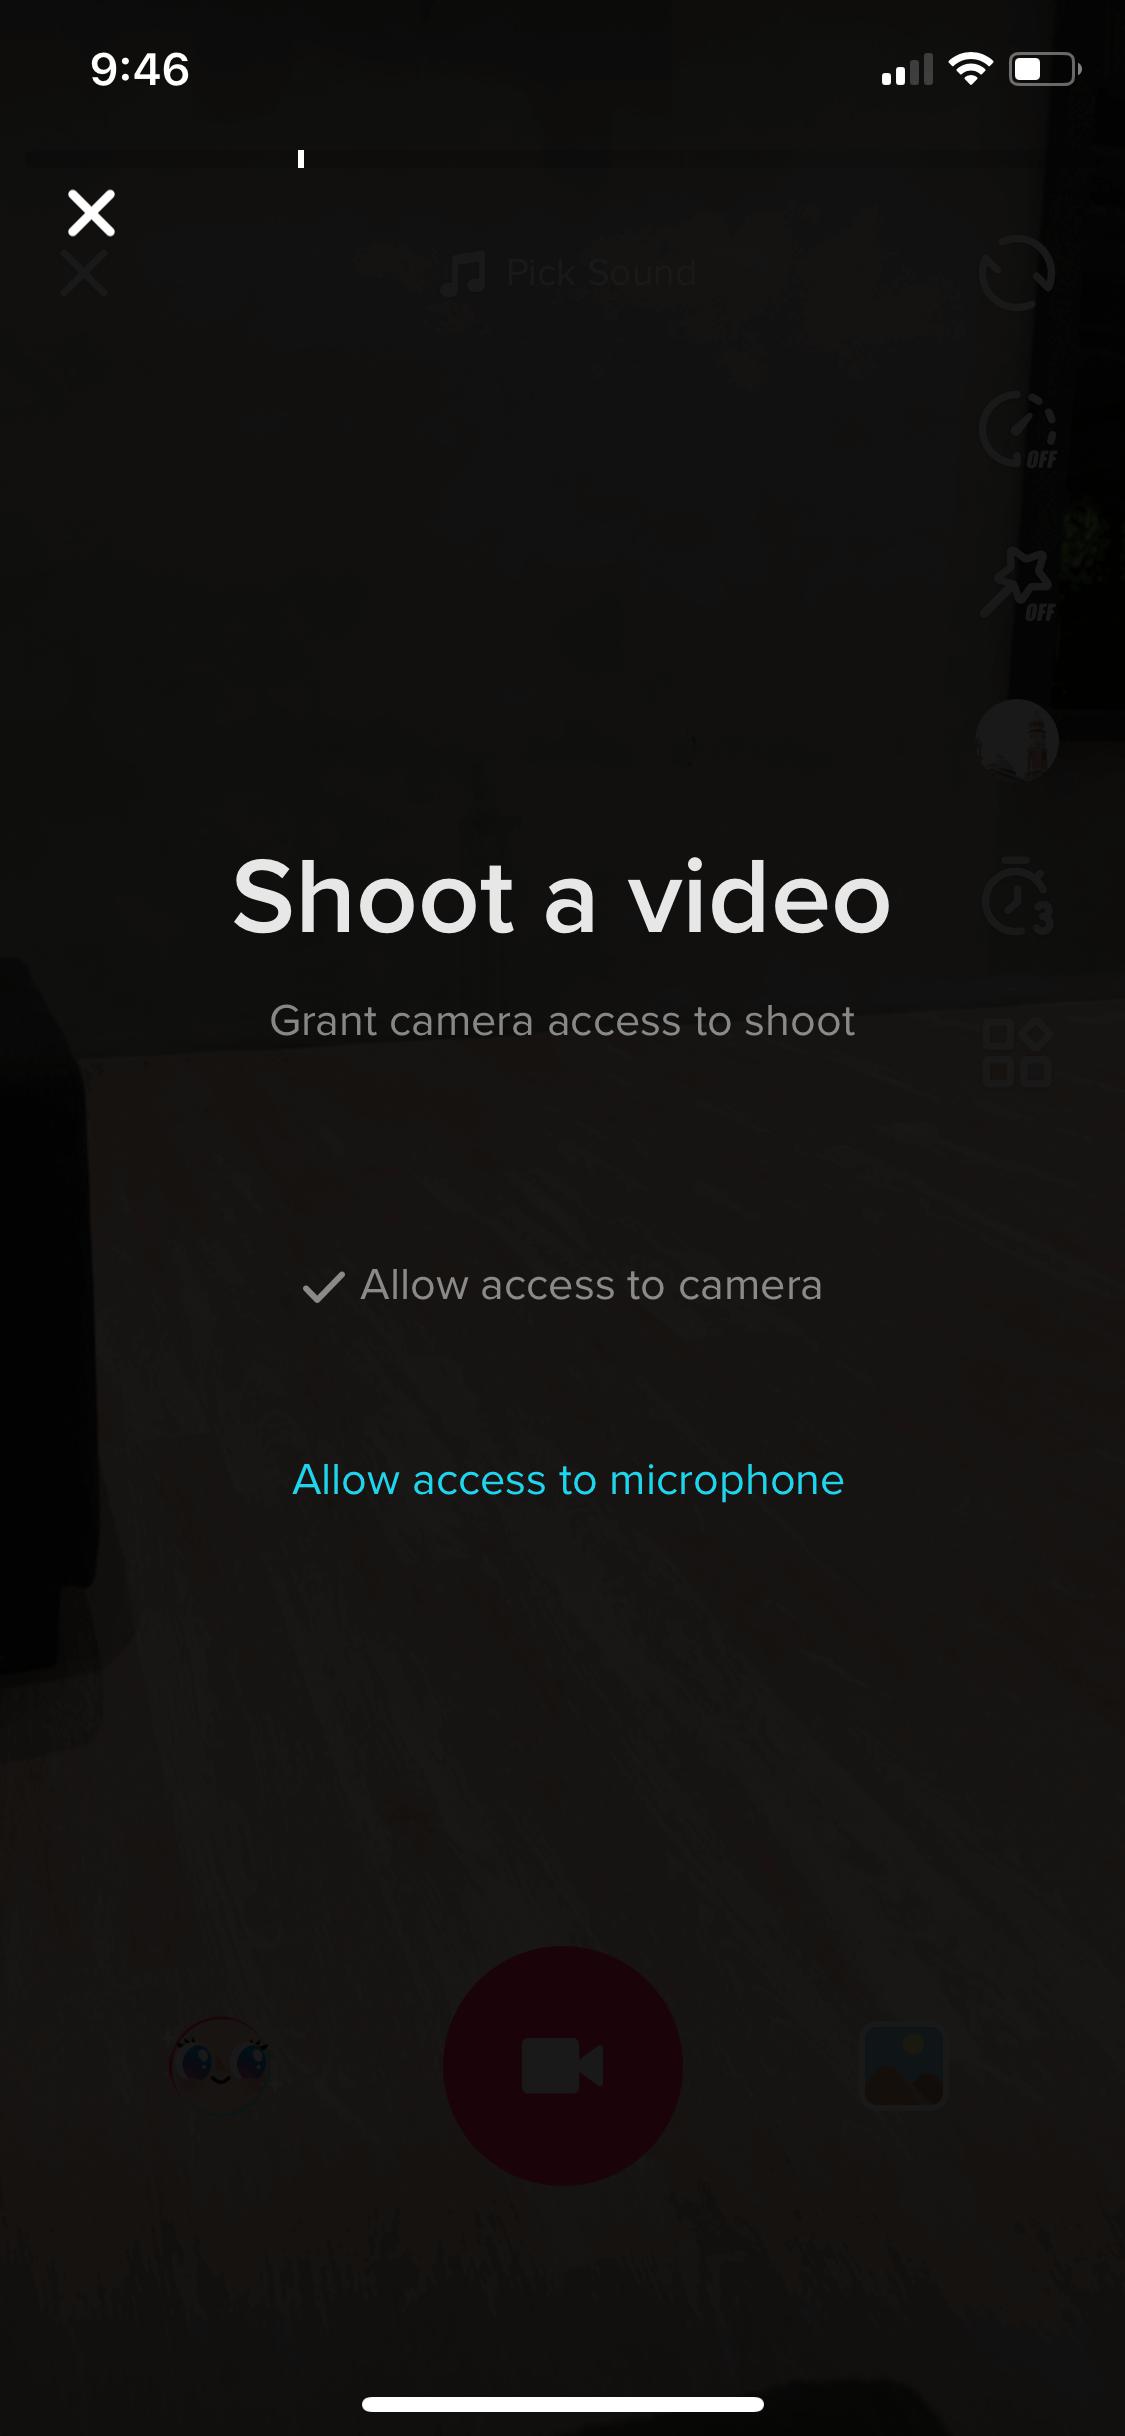 9:46
Pick Sound
OFF
OFF
Shoot a video
3
Grant camera access to shoot
Allow access to camera
Allow access to microphone